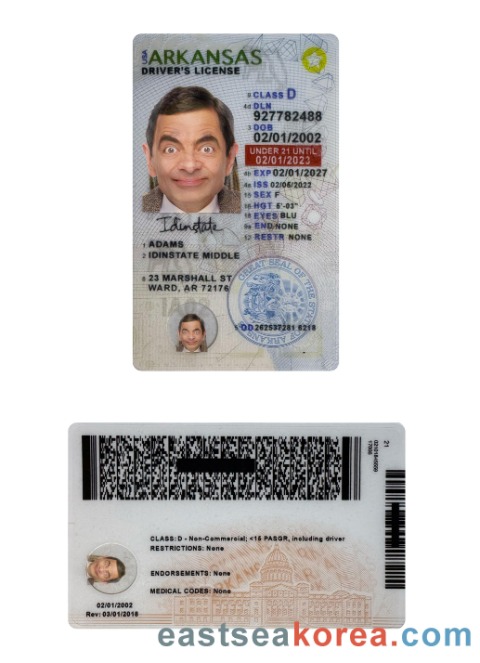 USA ARKANSAS
DRIVER'S LICENSE
9 CLASS D
4d DLN
927782488
3 DOB
02/01/2002
UNDER 21 UNTIL
02/01/2023
4b EXP 02/01/2027
4a ISS 02/06/2022
15 SEX F
16 HGT 5'-03"
18 EYES BLU
9a END NONE
12 RESTR NONE
Idinstate
1 ADAMS
2 IDINSTATE MIDDLE
8 23 MARSHALL ST
WARD, AR 72176
GREAT SEAL OF THE STATE OF ARKANSAS
5 DD 262537281 6218
21
CLASS: D - Non-Commercial; <16 PASGR, including driver
RESTRICTIONS: None
ENDORSEMENTS: None
MEDICAL CODES: None
02/01/2002
Rev: 03/01/2018
eastseakorea.com